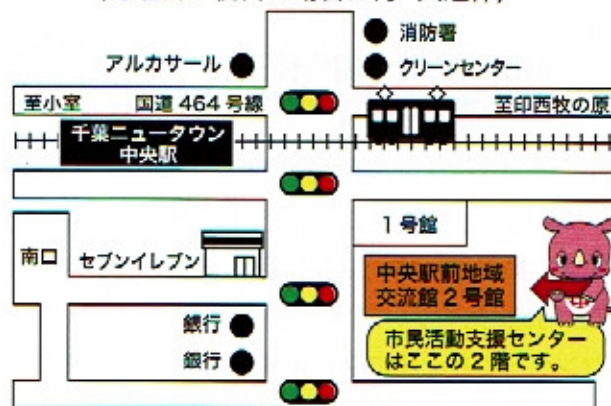 消防署
アルカサール
クリーンセンター
至小室
国道464号線
至印西牧の原
千葉ニュータウン
中央駅
1号館
南口
セブンイレブン
中央駅前地域
交流館2号館
銀行
銀行
市民活動支援センター
はここの2階です。